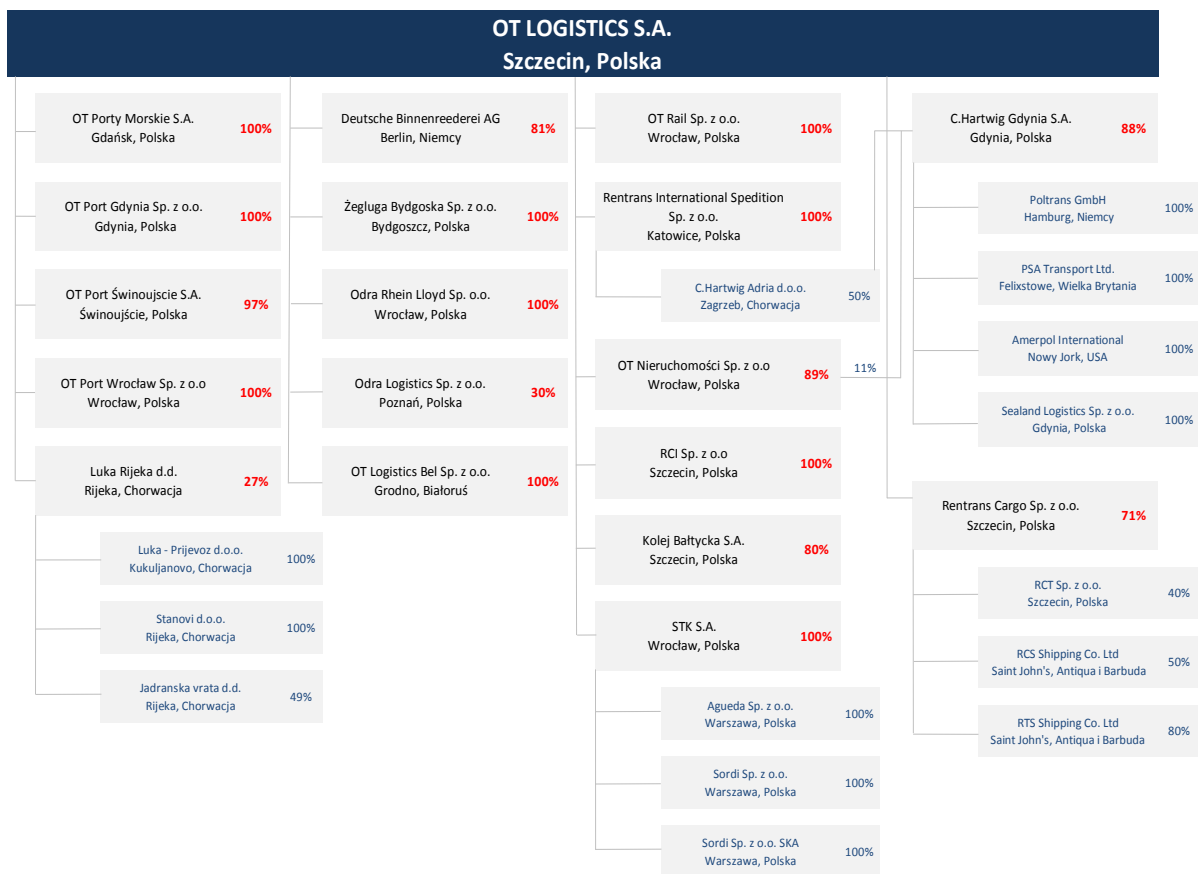 OT LOGISTICS S.A.
Szczecin, Polska
OT Porty Morskie S.A.
Gdańsk, Polska
100%
OT Port Gdynia Sp. z o.o.
Gdynia, Polska
100%
OT Port Świnoujscie S.A.
Świnoujście, Polska
97%
OT Port Wrocław Sp. z o.o
Wrocław, Polska
100%
Luka Rijeka d.d.
Rijeka, Chorwacja
27%
Luka - Prijevoz d.o.o.
Kukuljanovo, Chorwacja
100%
Stanovi d.o.o.
Rijeka, Chorwacja
100%
Jadranska vrata d.d.
Rijeka, Chorwacja
49%
Deutsche Binnenreederei AG
Berlin, Niemcy
81%
Żegluga Bydgoska Sp. z o.o.
Bydgoszcz, Polska
100%
Odra Rhein Lloyd Sp. o.o.
Wrocław, Polska
100%
Odra Logistics Sp. z o.o.
Poznań, Polska
30%
OT Logistics Bel Sp. z o.o.
Grodno, Białoruś
100%
OT Rail Sp. z o.o.
Wrocław, Polska
100%
Rentrans International Spedition
Sp. z o.o.
Katowice, Polska
100%
C.Hartwig Adria d.o.o.
Zagrzeb, Chorwacja
50%
OT Nieruchomości Sp. z o.o
Wrocław, Polska
89%
11%
RCI Sp. z o.o
Szczecin, Polska
100%
Kolej Bałtycka S.A.
Szczecin, Polska
80%
STK S.A.
Wrocław, Polska
100%
Agueda Sp. z o.o.
Warszawa, Polska
100%
Sordi Sp. z o.o.
Warszawa, Polska
100%
Sordi Sp. z o.o. SKA
Warszawa, Polska
100%
C.Hartwig Gdynia S.A.
Gdynia, Polska
88%
Poltrans GmbH
Hamburg, Niemcy
100%
PSA Transport Ltd.
Felixstowe, Wielka Brytania
100%
Amerpol International
Nowy Jork, USA
100%
Sealand Logistics Sp. z o.o.
Gdynia, Polska
100%
Rentrans Cargo Sp. z o.o.
Szczecin, Polska
71%
RCT Sp. z o.o.
Szczecin, Polska
40%
RCS Shipping Co. Ltd
Saint John's, Antiqua i Barbuda
50%
RTS Shipping Co. Ltd
Saint John's, Antiqua i Barbuda
80%